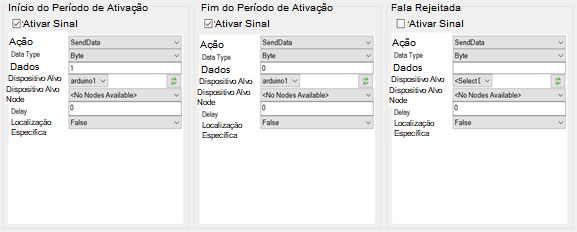 Início do Período de Ativação
Ativar Sinal
Ação SendData
Data Type Byte
Dados 1
Dispositivo Alvo arduino1
Dispositivo Alvo Node <No Nodes Available>
Delay 0
Localização Específica False
Fim do Período de Ativação
Ativar Sinal
Ação SendData
Data Type Byte
Dados 0
Dispositivo Alvo arduino1
Dispositivo Alvo Node <No Nodes Available>
Delay 0
Localização Específica False
Fala Rejeitada
Ativar Sinal
Ação SendData
Data Type Byte
Dados
Dispositivo Alvo <Select D
Dispositivo Alvo Node <No Nodes Available>
Delay 0
Localização Específica False